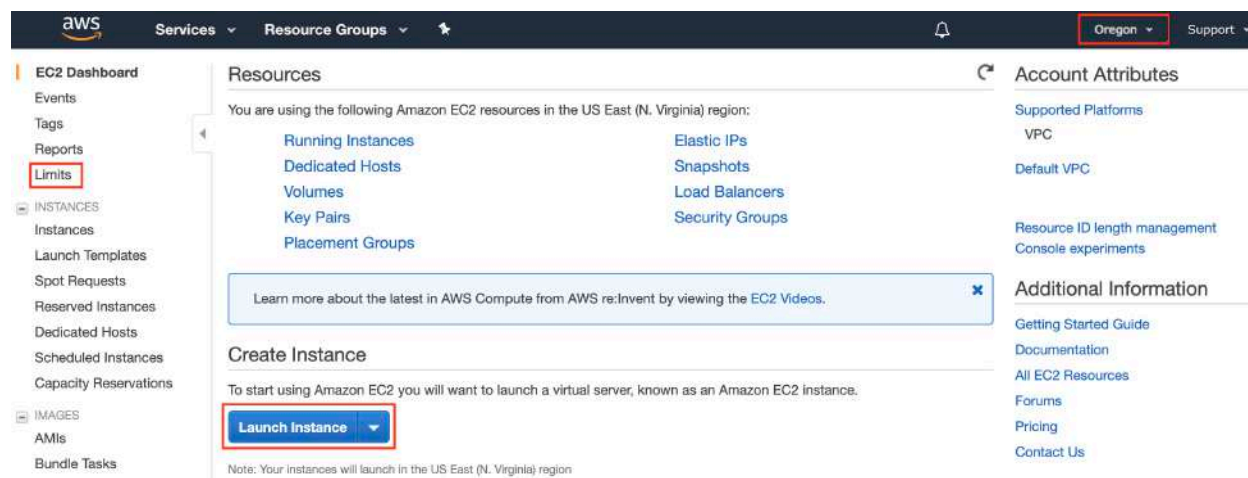 aws Services Resource Groups Oregon Support
EC2 Dashboard
Events
Tags
Reports
Limits
INSTANCES
Instances
Launch Templates
Spot Requests
Reserved Instances
Dedicated Hosts
Scheduled Instances
Capacity Reservations
IMAGES
AMIs
Bundle Tasks
Resources
You are using the following Amazon EC2 resources in the US East (N. Virginia) region:
Running Instances
Dedicated Hosts
Volumes
Key Pairs
Placement Groups
Elastic IPs
Snapshots
Load Balancers
Security Groups
Learn more about the latest in AWS Compute from AWS re:Invent by viewing the EC2 Videos.
Create Instance
To start using Amazon EC2 you will want to launch a virtual server, known as an Amazon EC2 instance.
Launch Instance
Note: Your instances will launch in the US East (N. Virginia) region
Account Attributes
Supported Platforms
VPC
Default VPC
Resource ID length management
Console experiments
Additional Information
Getting Started Guide
Documentation
All EC2 Resources
Forums
Pricing
Contact Us